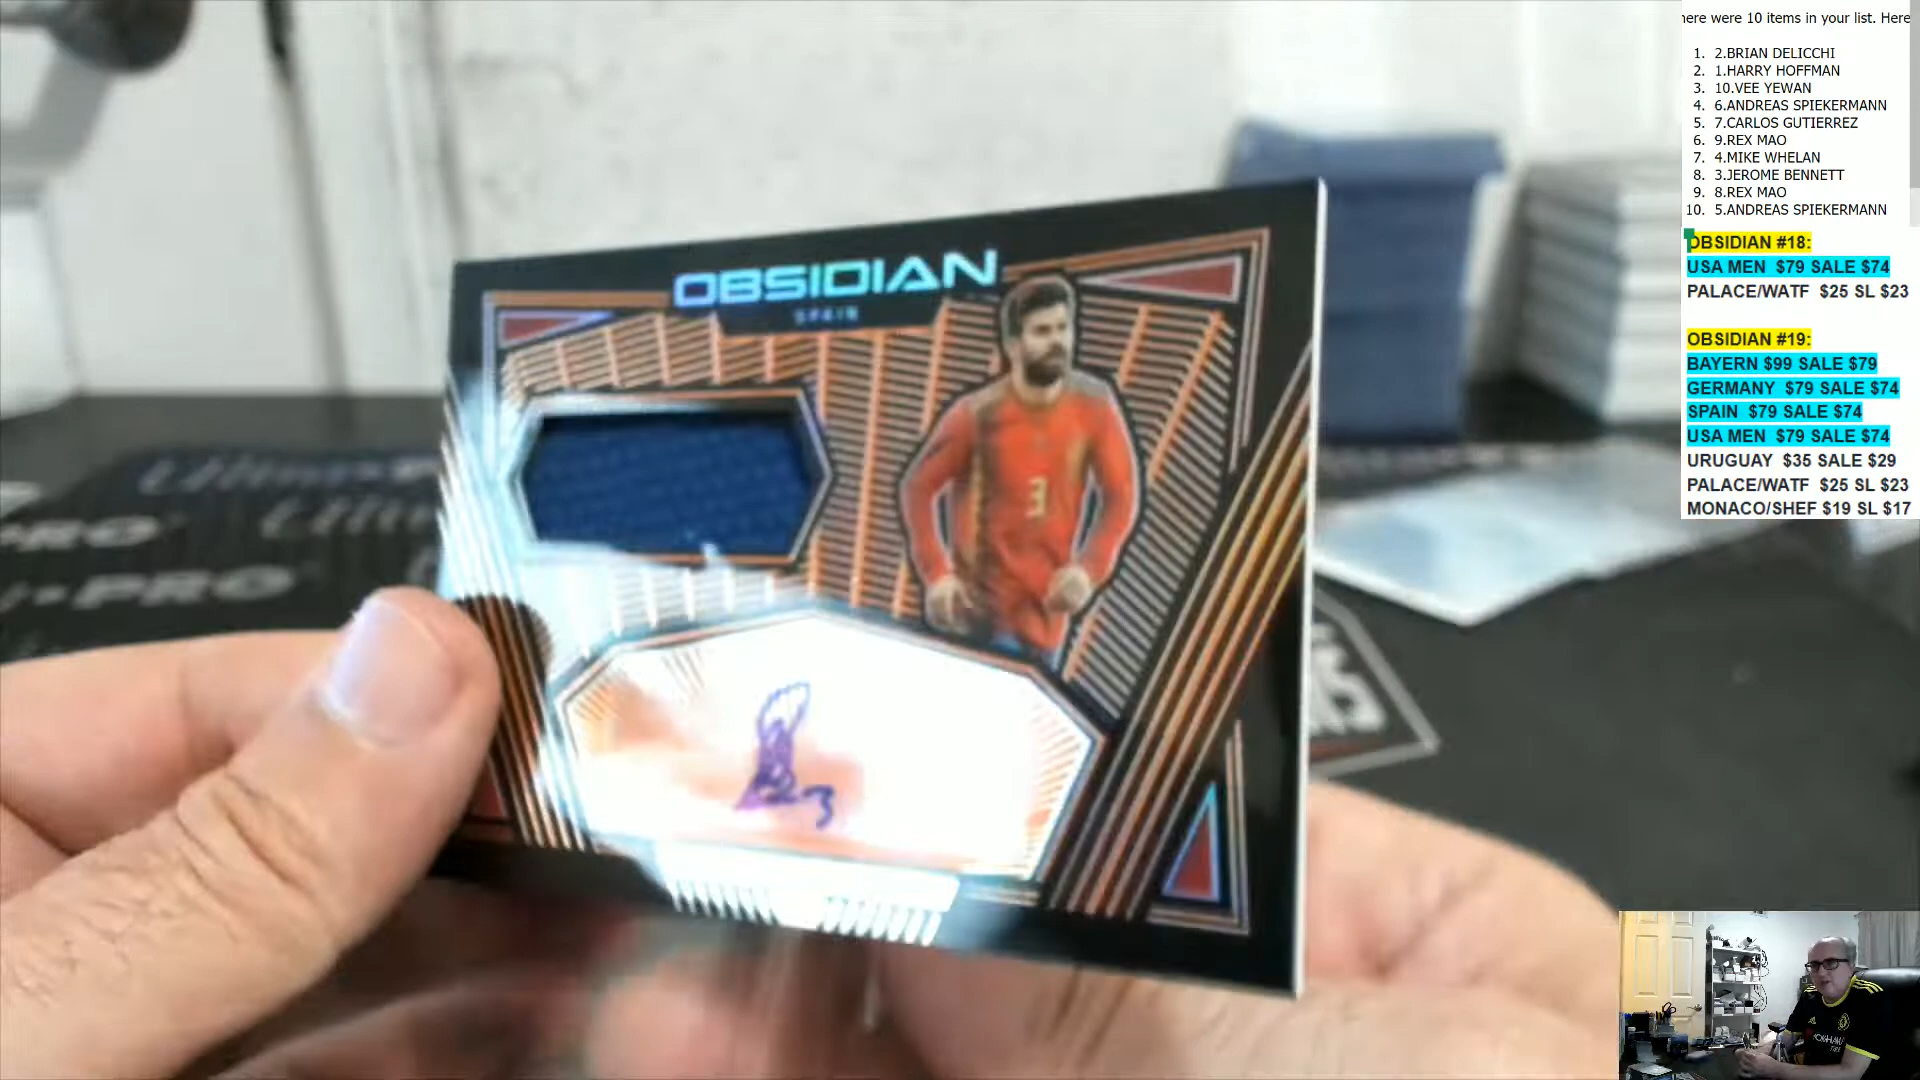 here were 10 items in your list. Here
1. 2.BRIAN DELICCHI
2. 1.HARRY HOFFMAN
3. 10.VEE YEWAN
4. 6.ANDREAS SPIEKERMANN
5. 7.CARLOS GUTIERREZ
6. 9.REX MAO
7. 4.MIKE WHELAN
8. 3.JEROME BENNETT
9. 8.REX MAO
10. 5.ANDREAS SPIEKERMANN
OBSIDIAN #18:
USA MEN $79 SALE $74
PALACE/WATF $25 SL $23
OBSIDIAN #19:
BAYERN $99 SALE $79
GERMANY $79 SALE $74
SPAIN $79 SALE $74
USA MEN $79 SALE $74
URUGUAY $35 SALE $29
PALACE/WATF $25 SL $23
MONACO/SHEF $19 SL $17
OBSIDIAN
SPAIN
3
3
PRO
PRO